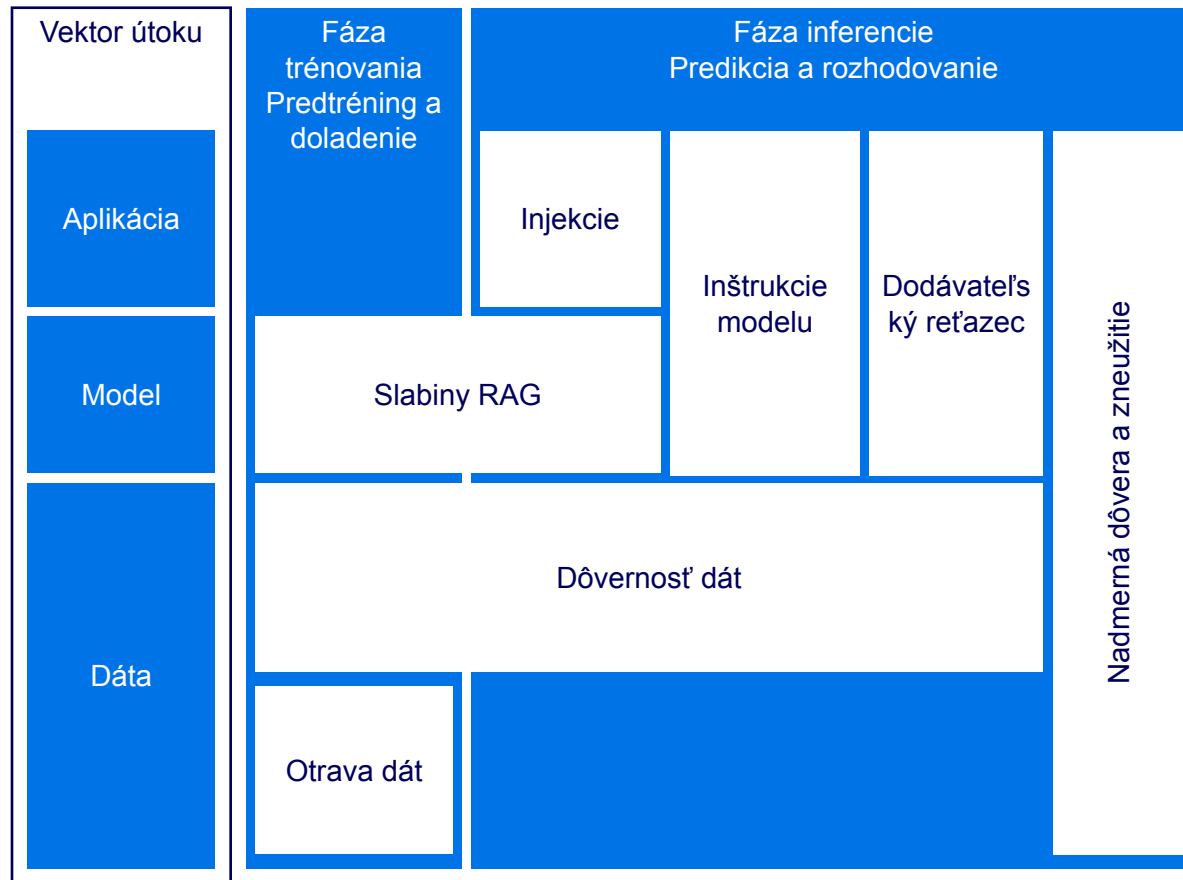 Vektor útoku
Fáza
trénovania
Predtréning a
doladenie
Fáza inferencie
Predikcia a rozhodovanie
Aplikácia
Injekcie
Inštrukcie
modelu
Dodávateľs
ký reťazec
Nadmerná dôvera a zneužitie
Model
Slabiny RAG
Dáta
Dôvernosť dát
Otrava dát